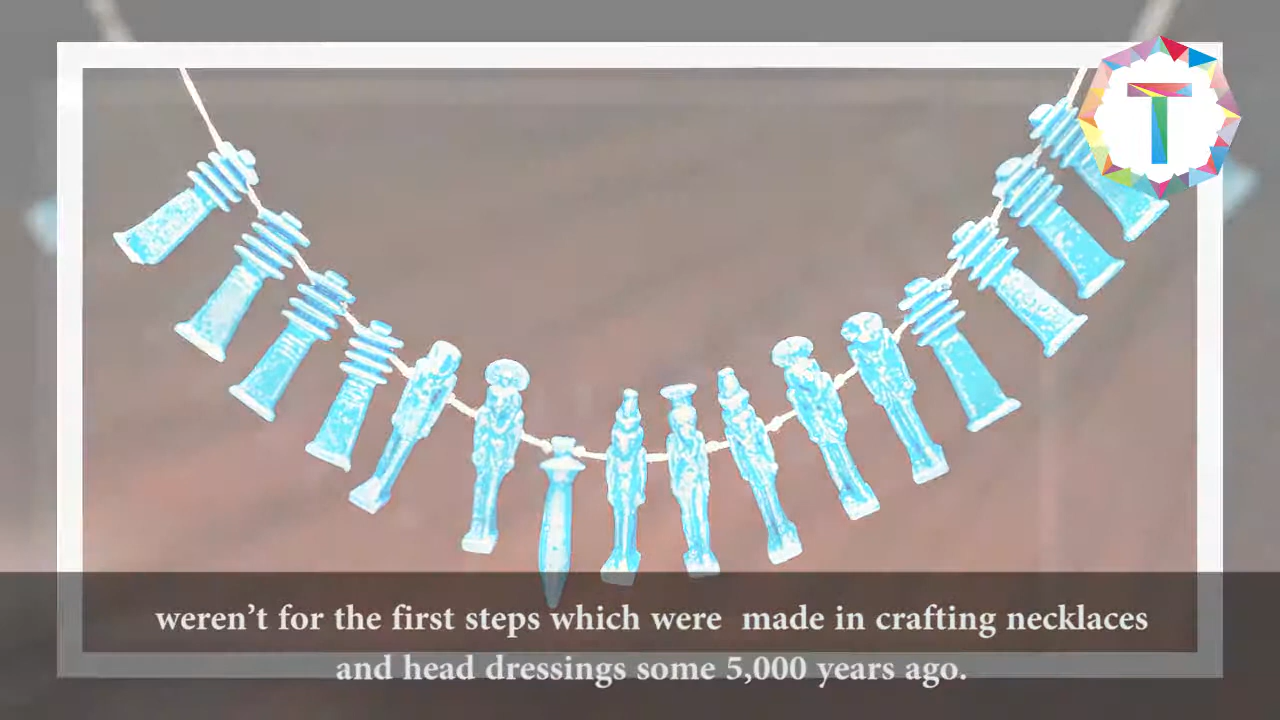 T
weren’t for the first steps which were  made in crafting necklaces
and head dressings some 5,000 years ago.